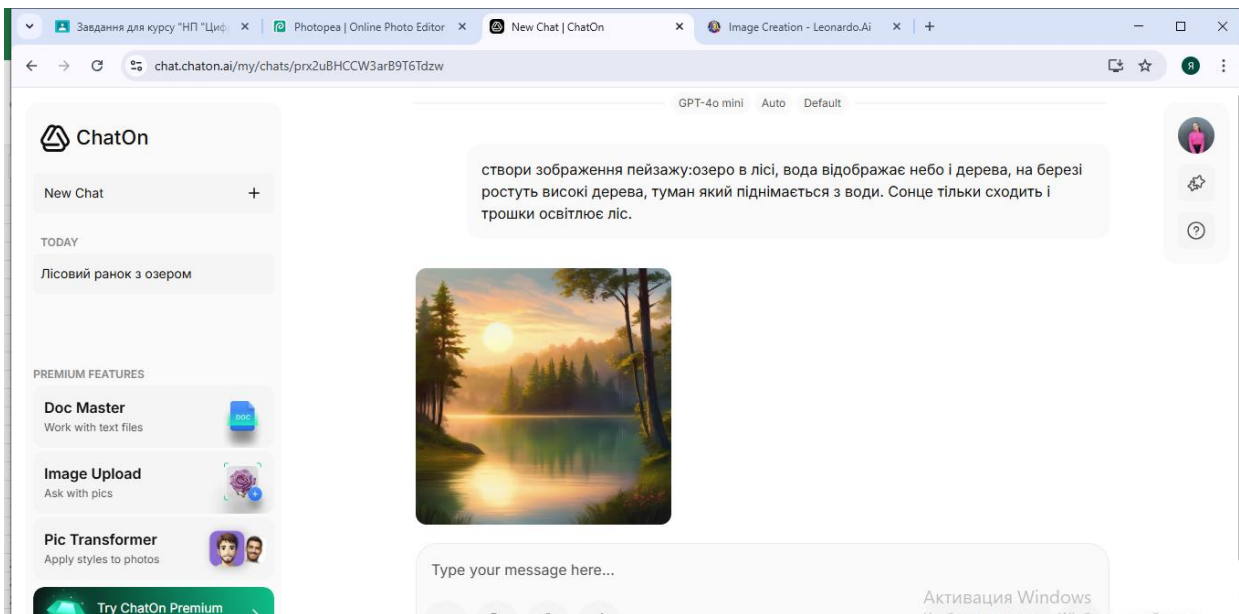 Завдання для курсу "НП "Циф
Photopea | Online Photo Editor
New Chat | ChatOn
Image Creation - Leonardo.Ai
chat.chaton.ai/my/chats/prx2uBHCCW3arB9T6Tdzw
Я
GPT-4o mini Auto Default
ChatOn
створи зображення пейзажу:озеро в лісі, вода відображає небо і дерева, на березі
ростуть високі дерева, туман який піднімається з води. Сонце тільки сходить і
трошки освітлює ліс.
New Chat
TODAY
Лісовий ранок з озером
PREMIUM FEATURES
Doc Master
Work with text files
DOC
Image Upload
Ask with pics
Pic Transformer
Apply styles to photos
Try ChatOn Premium
Type your message here...
Активация Windows